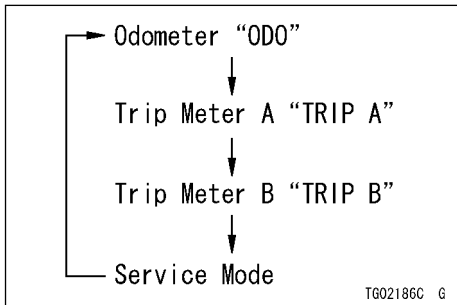 Odometer “ODO”
Trip Meter A “TRIP A”
Trip Meter B “TRIP B”
Service Mode
TG02186C G